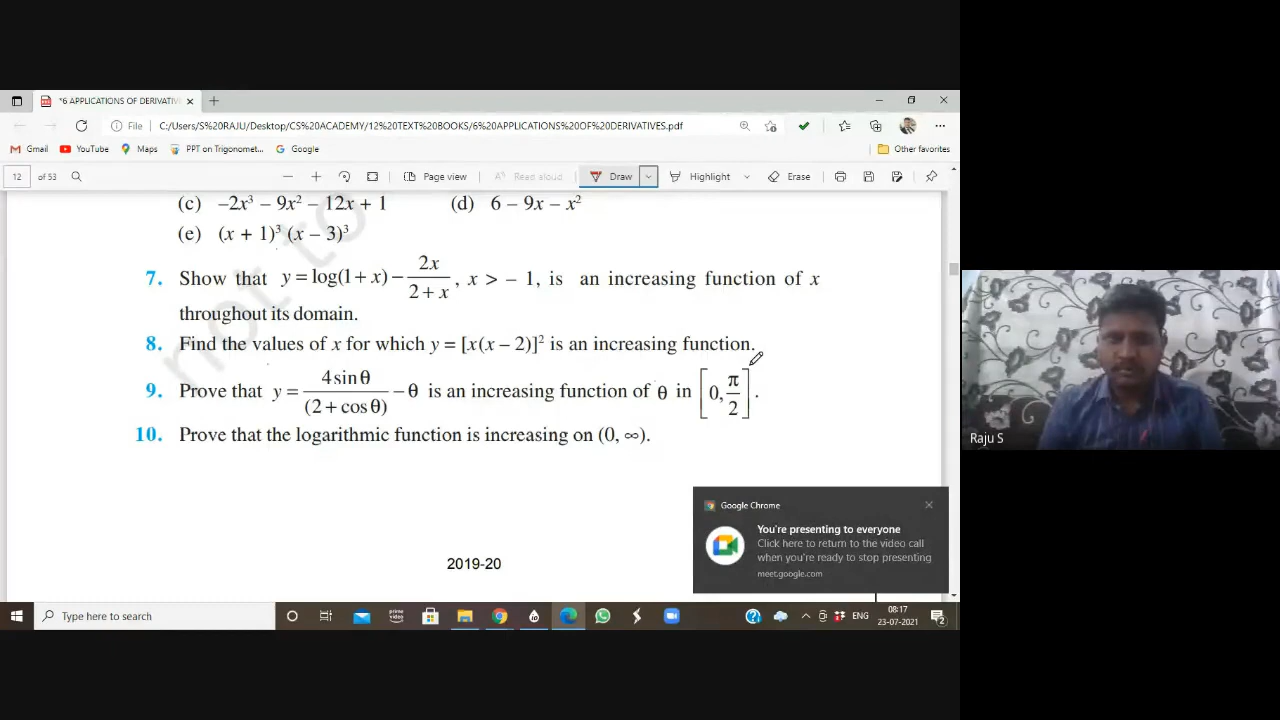 *6 APPLICATIONS OF DERIVATIV
File C:/Users/S%20RAJU/Desktop/CS%20ACADEMY/12%20TEXT%20BOOKS/6%20APPLICATIONS%20OF%20DERIVATIVES.pdf
Gmail YouTube Maps PPT on Trigonomet... Google Other favorites
12 of 53 Page view Read aloud Draw Highlight Erase
(c) –2x³ – 9x² – 12x + 1 (d) 6 – 9x – x²
(e) (x + 1)³ (x – 3)³
7. Show that y = log(1 + x) – 2x/(2 + x), x > – 1, is an increasing function of x
throughout its domain.
8. Find the values of x for which y = [x(x – 2)]² is an increasing function.
9. Prove that y = 4 sin θ/(2 + cos θ) – θ is an increasing function of θ in [0, π/2].
10. Prove that the logarithmic function is increasing on (0, ∞).
not to
2019-20
Google Chrome
You're presenting to everyone
Click here to return to the video call
when you're ready to stop presenting
meet.google.com
Raju S
Type here to search
prime video
ENG
08:17
23-07-2021
2